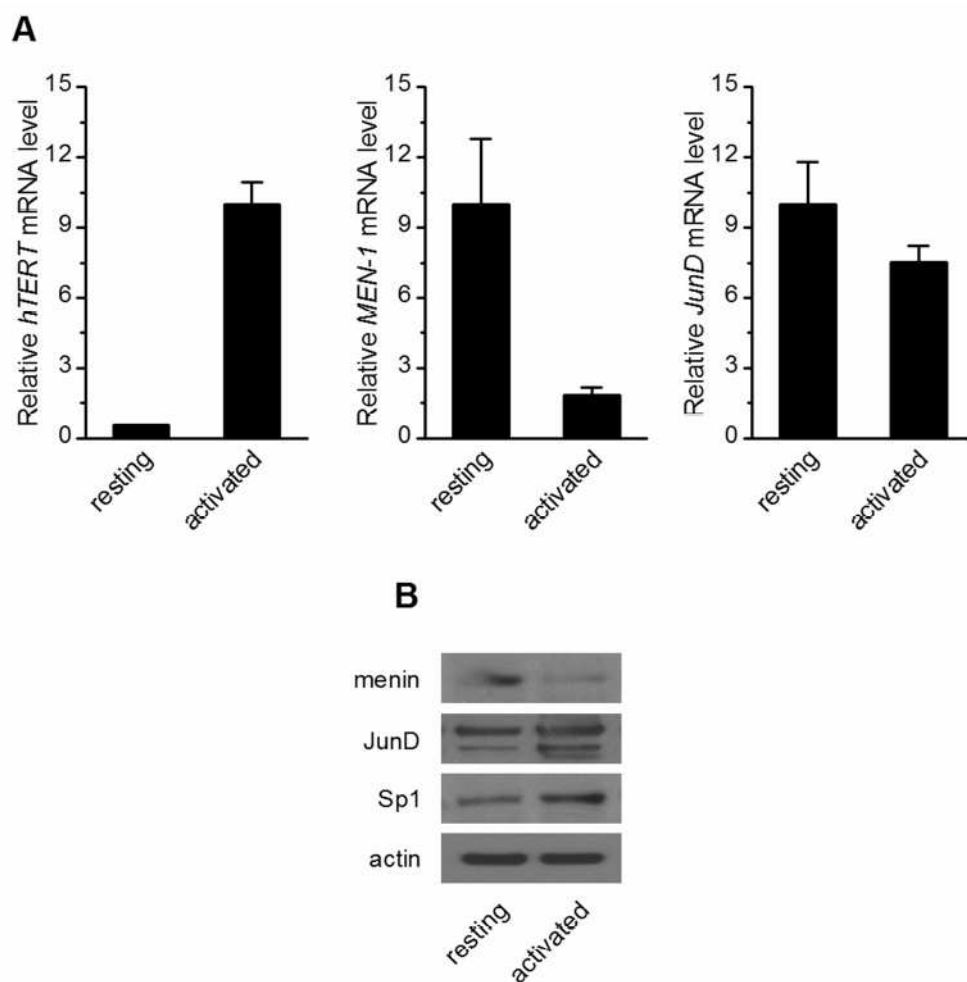 A
Relative hTERT mRNA level
15
12
9
6
3
0
resting
activated
Relative MEN-1 mRNA level
15
12
9
6
3
0
resting
activated
Relative JunD mRNA level
15
12
9
6
3
0
resting
activated
B
menin
JunD
Sp1
actin
resting
activated